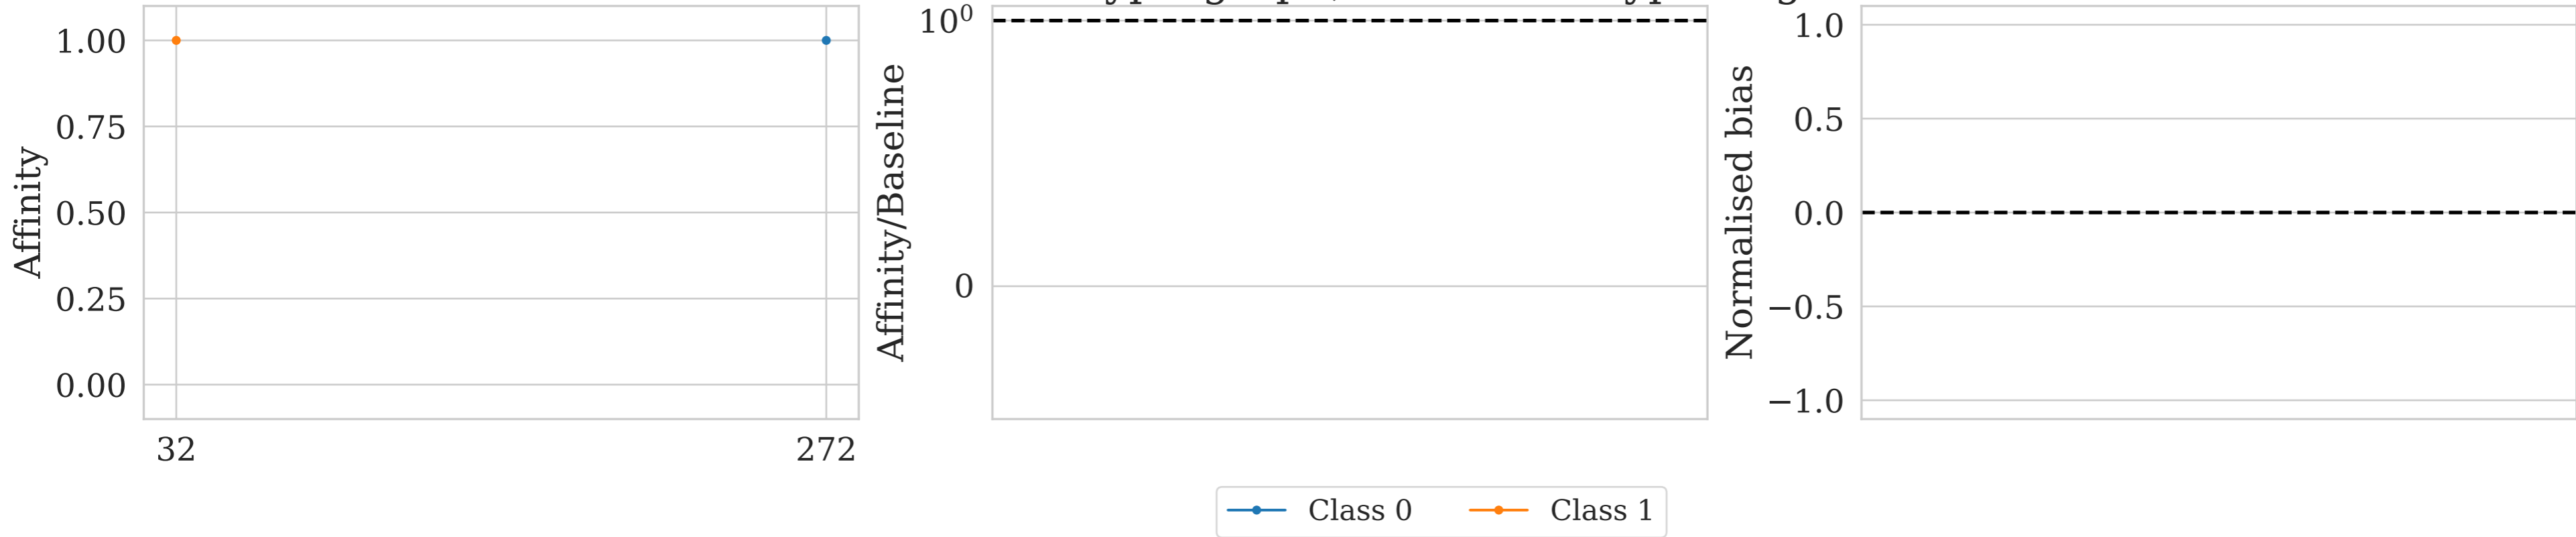 Affinity
1.00
0.75
0.50
0.25
0.00
32
272
Affinity/Baseline
10⁰
0
Normalised bias
1.0
0.5
0.0
−0.5
−1.0
Class 0
Class 1